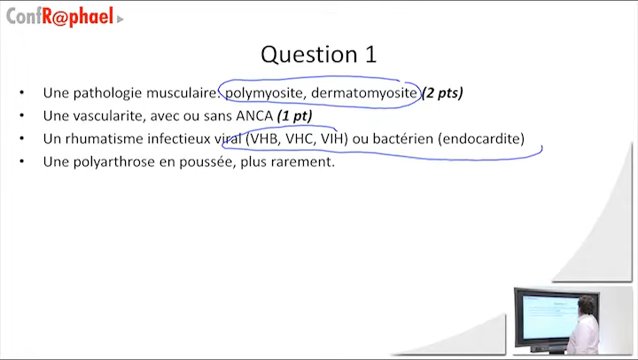 ConfR@phael
Question 1
• Une pathologie musculaire: polymyosite, dermatomyosite (2 pts)
• Une vascularite, avec ou sans ANCA (1 pt)
• Un rhumatisme infectieux viral (VHB, VHC, VIH) ou bactérien (endocardite)
• Une polyarthrose en poussée, plus rarement.